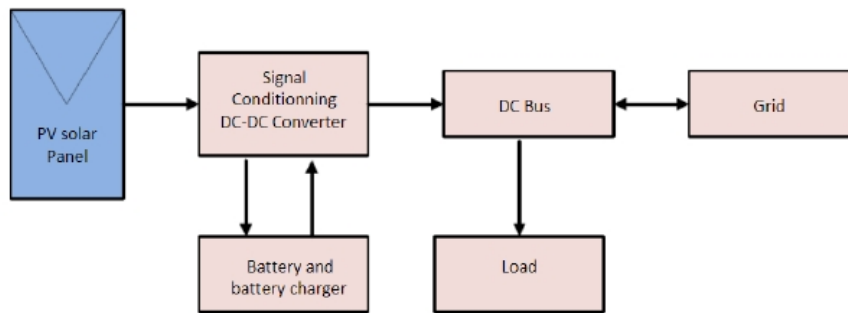 PV solar
Panel
Signal
Conditionning
DC-DC Converter
DC Bus
Grid
Battery and
battery charger
Load